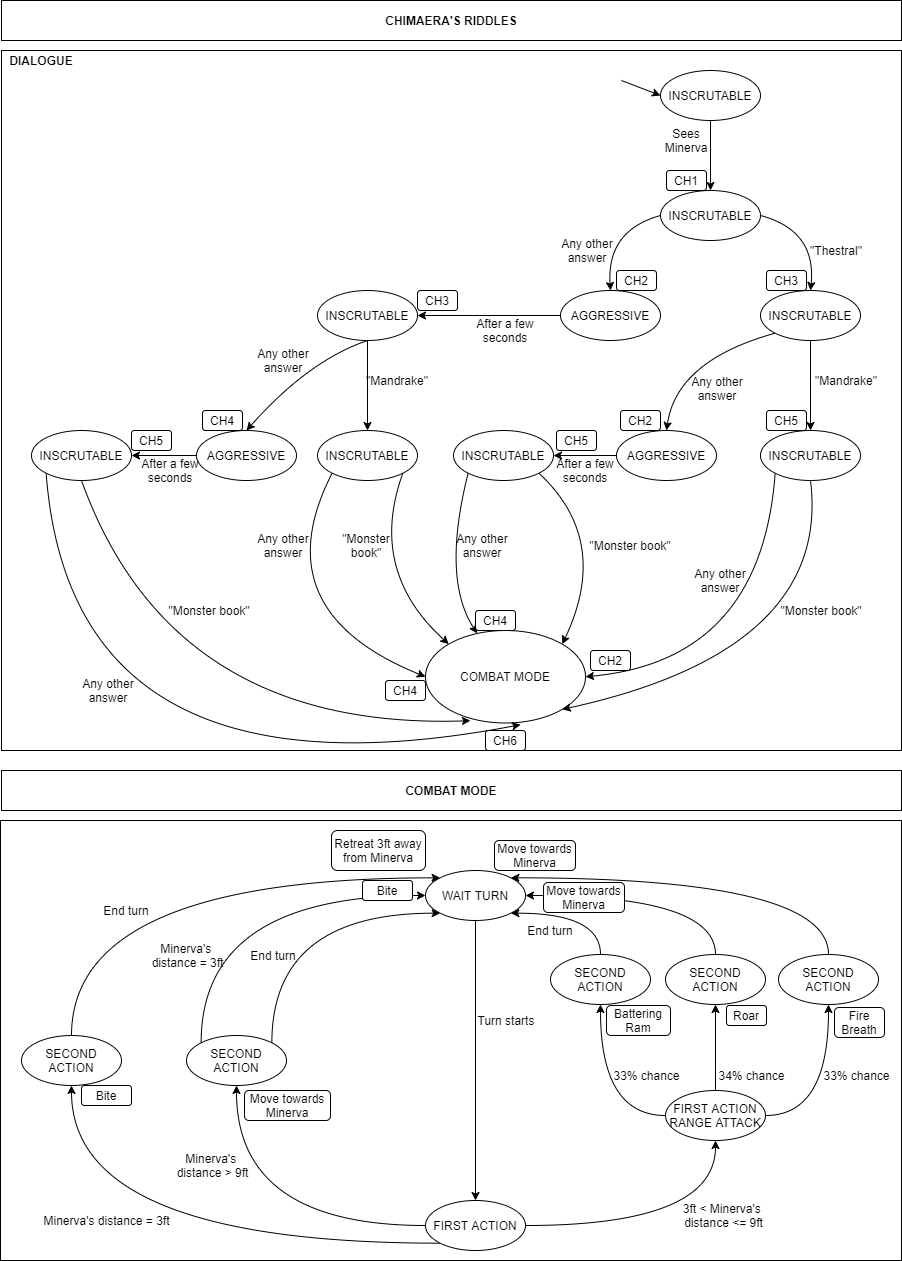 CHIMAERA'S RIDDLES
DIALOGUE
INSCRUTABLE
Sees
Minerva
CH1
INSCRUTABLE
Any other
answer
"Thestral"
CH2
CH3
CH3
INSCRUTABLE
AGGRESSIVE
INSCRUTABLE
After a few
seconds
Any other
answer
"Mandrake"
Any other
answer
"Mandrake"
CH4
CH2
CH5
CH5
CH5
INSCRUTABLE
AGGRESSIVE
INSCRUTABLE
INSCRUTABLE
AGGRESSIVE
INSCRUTABLE
After a few
seconds
After a few
seconds
Any other
answer
"Monster
book"
Any other
answer
"Monster book"
Any other
answer
"Monster book"
"Monster book"
CH4
CH2
COMBAT MODE
CH4
Any other
answer
CH6
COMBAT MODE
Retreat 3ft away
from Minerva
Move towards
Minerva
Bite
WAIT TURN
Move towards
Minerva
End turn
End turn
Minerva's
distance = 3ft
End turn
SECOND
ACTION
SECOND
ACTION
SECOND
ACTION
Battering
Ram
Roar
Fire
Breath
Turn starts
SECOND
ACTION
SECOND
ACTION
33% chance
34% chance
33% chance
Bite
Move towards
Minerva
FIRST ACTION
RANGE ATTACK
Minerva's
distance > 9ft
Minerva's distance = 3ft
FIRST ACTION
3ft < Minerva's
distance <= 9ft